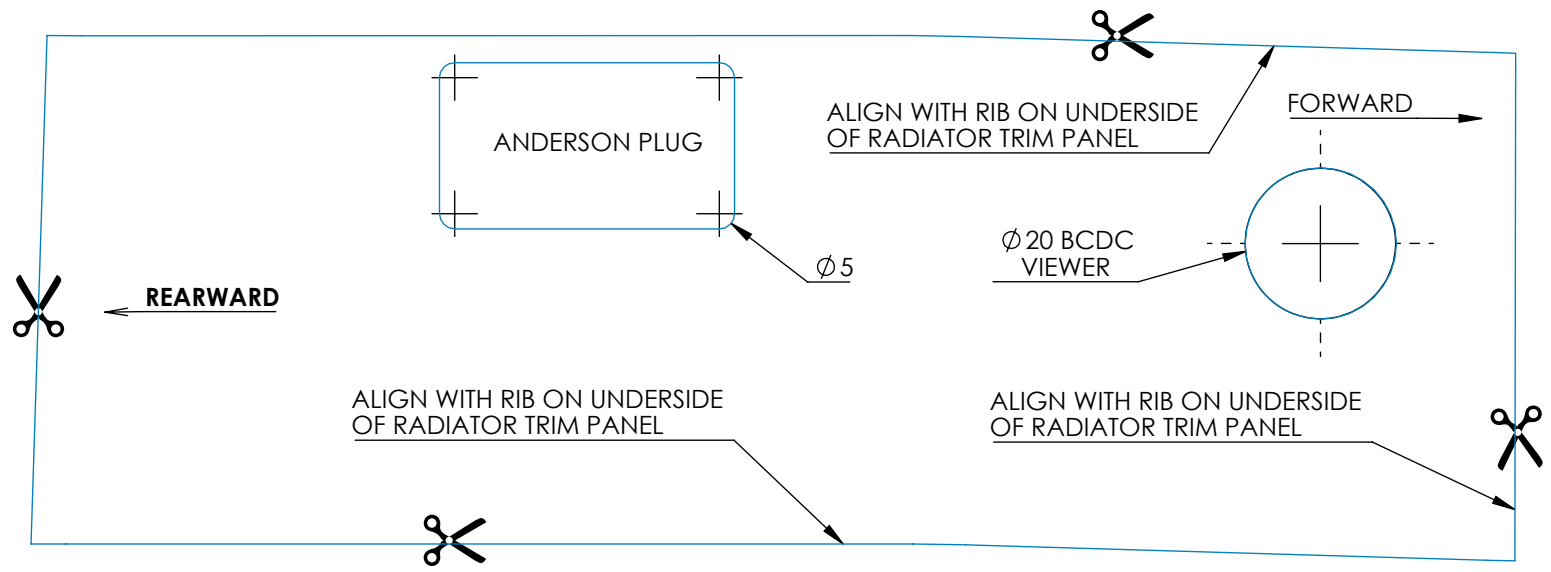 ALIGN WITH RIB ON UNDERSIDE
OF RADIATOR TRIM PANEL
FORWARD
ANDERSON PLUG
⌀5
⌀20 BCDC
VIEWER
REARWARD
ALIGN WITH RIB ON UNDERSIDE
OF RADIATOR TRIM PANEL
ALIGN WITH RIB ON UNDERSIDE
OF RADIATOR TRIM PANEL